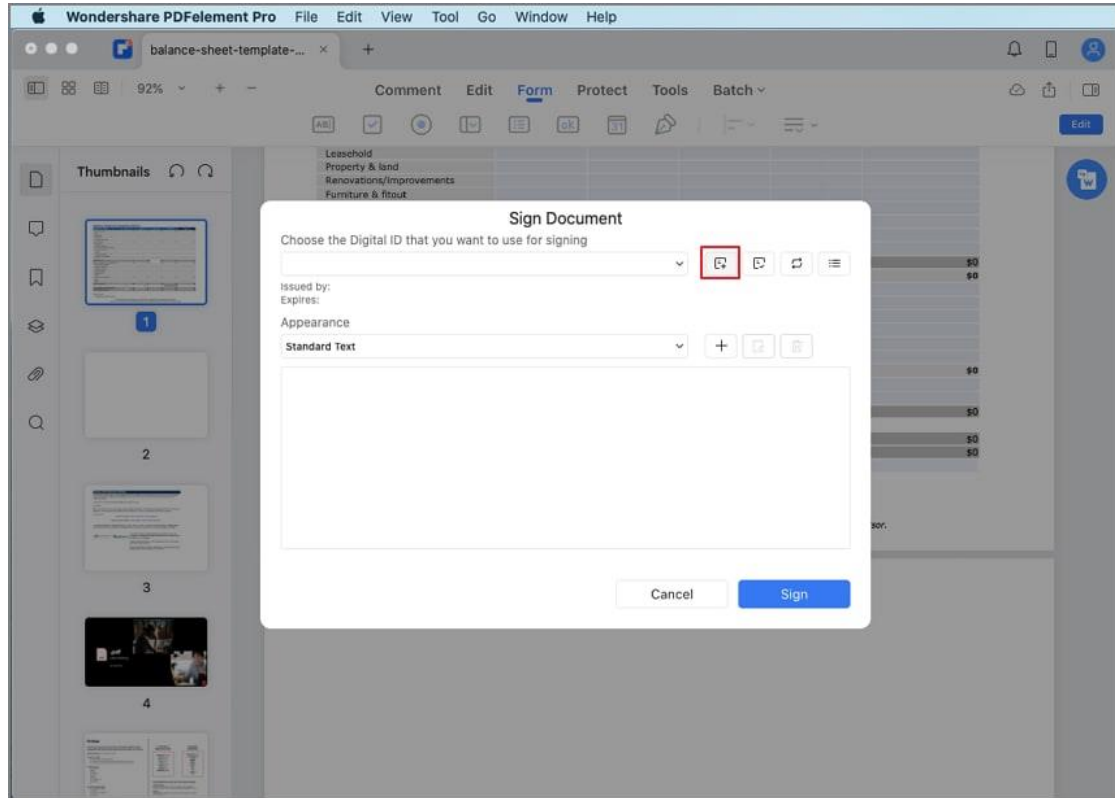 Wondershare PDFelement Pro File Edit View Tool Go Window Help
balance-sheet-template-... × +
92% + −
Comment Edit Form Protect Tools Batch
AB ok 31
Edit
Thumbnails
Leasehold
Property & land
Renovations/improvements
Furniture & fitout
Sign Document
Choose the Digital ID that you want to use for signing
Issued by:
Expires:
Appearance
Standard Text
Cancel Sign
$0
$0
$0
$0
$0
$0
sor.
1
2
3
4